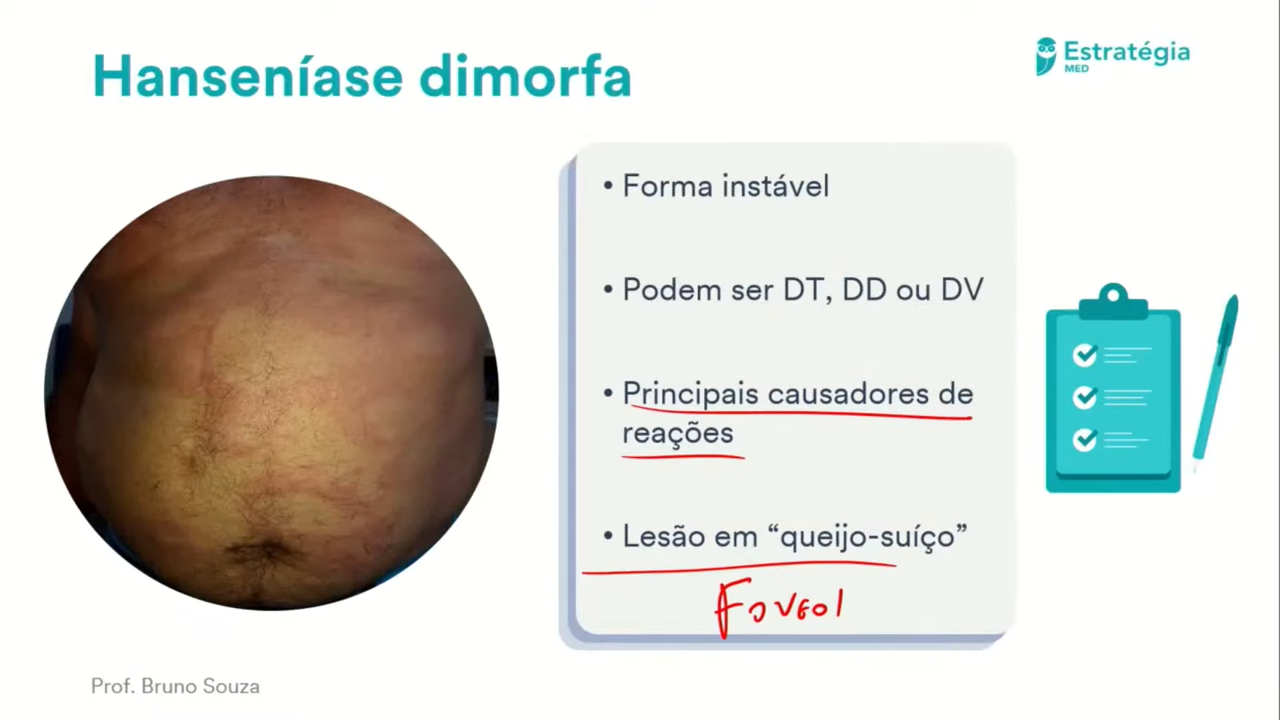 Hanseníase dimorfa
Estratégia
MED
• Forma instável
• Podem ser DT, DD ou DV
• Principais causadores de
reações
• Lesão em “queijo-suíço”
Foveol
Prof. Bruno Souza